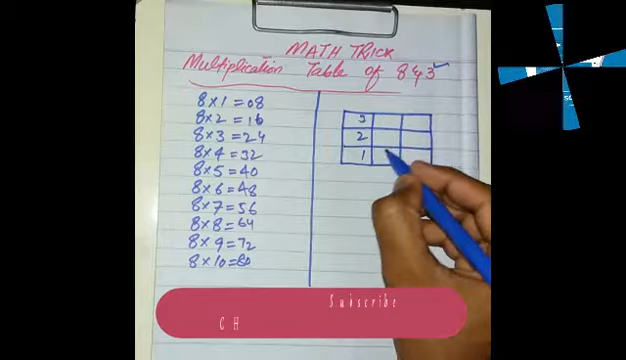 MATH TRICK
Multiplication Table of 8 & 3
8 × 1 = 08
8 × 2 = 16
8 × 3 = 24
8 × 4 = 32
8 × 5 = 40
8 × 6 = 48
8 × 7 = 56
8 × 8 = 64
8 × 9 = 72
8 × 10 = 80
3
2
1
Subscribe
CH